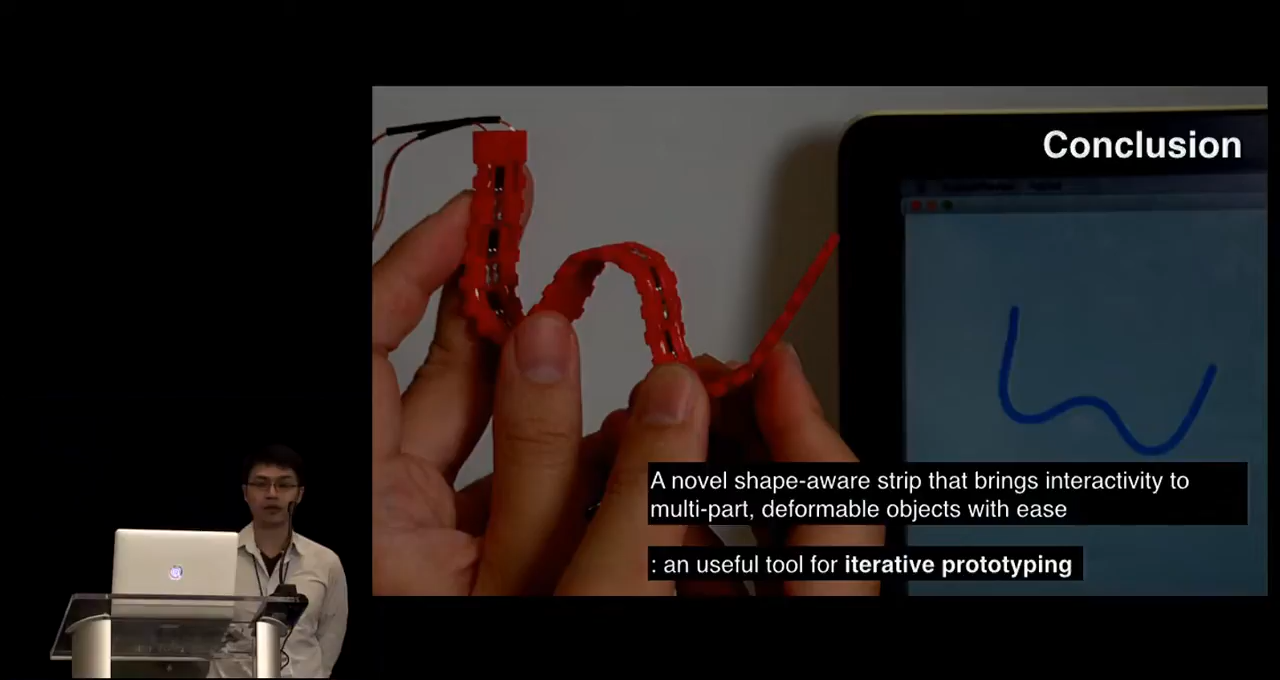 Conclusion
A novel shape-aware strip that brings interactivity to
multi-part, deformable objects with ease
: an useful tool for iterative prototyping